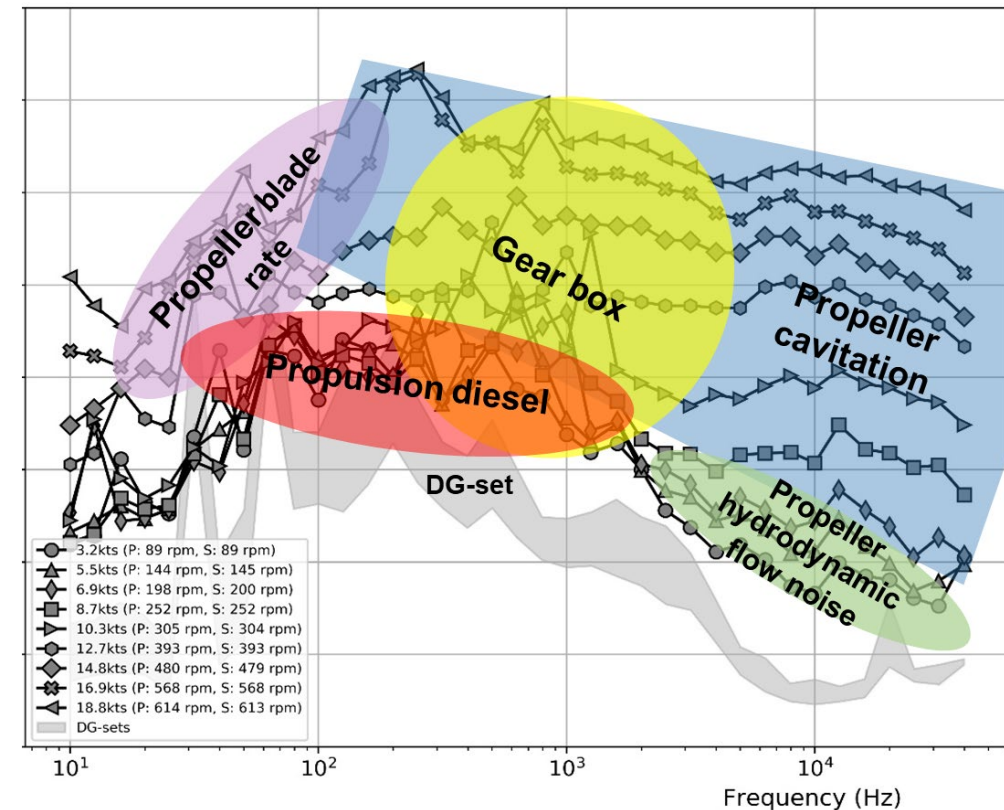 Propeller blade
rate
Gear box
Propeller
cavitation
Propulsion diesel
DG-set
Propeller
hydrodynamic
flow noise
3.2kts (P: 89 rpm, S: 89 rpm)
5.5kts (P: 144 rpm, S: 145 rpm)
6.9kts (P: 198 rpm, S: 200 rpm)
8.7kts (P: 252 rpm, S: 252 rpm)
10.3kts (P: 305 rpm, S: 304 rpm)
12.7kts (P: 393 rpm, S: 393 rpm)
14.8kts (P: 480 rpm, S: 479 rpm)
16.9kts (P: 568 rpm, S: 568 rpm)
18.8kts (P: 614 rpm, S: 613 rpm)
DG-sets
10¹ 10² 10³ 10⁴
Frequency (Hz)